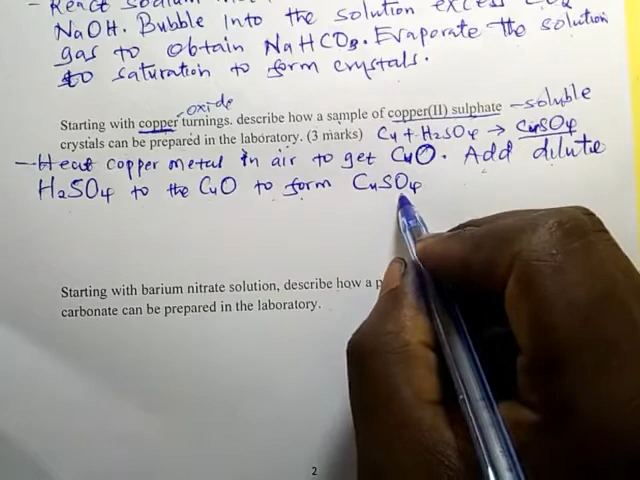 - React sodium
NaOH. Bubble into the solution excess CO2
gas to obtain NaHCO3. Evaporate the solution
to saturation to form crystals.
oxide
Starting with copper turnings. describe how a sample of copper(II) sulphate – soluble
crystals can be prepared in the laboratory. (3 marks) Cu + H2SO4 → CuSO4
– Heat copper metal in air to get CuO. Add dilute
H2SO4 to the CuO to form CuSO4
Starting with barium nitrate solution, describe how a p
carbonate can be prepared in the laboratory.
2